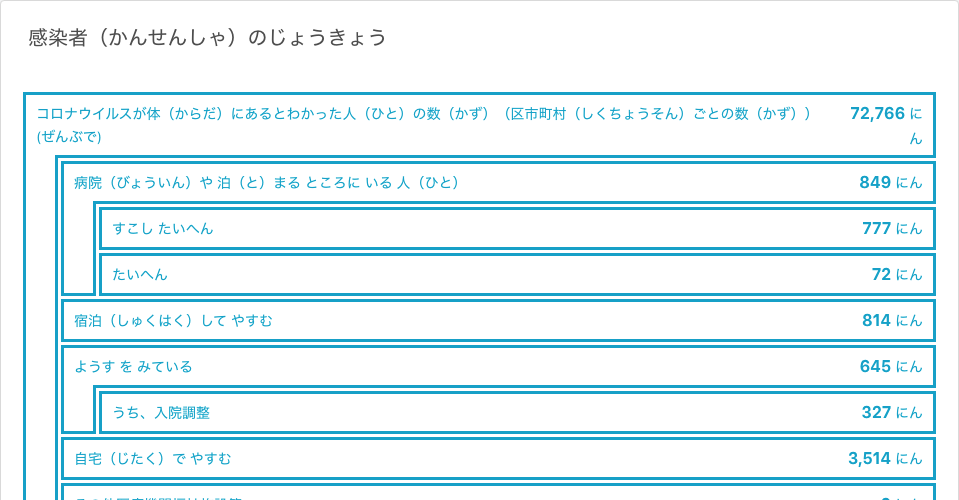 感染者（かんせんしゃ）のじょうきょう
コロナウイルスが体（からだ）にあるとわかった人（ひと）の数（かず）（区市町村（しくちょうそん）ごとの数（かず））
(ぜんぶで)
72,766 に
ん
病院（びょういん）や 泊（と）まる ところに いる 人（ひと） 849 にん
すこし たいへん 777 にん
たいへん 72 にん
宿泊（しゅくはく）して やすむ 814 にん
ようす を みている 645 にん
うち、入院調整 327 にん
自宅（じたく）で やすむ 3,514 にん